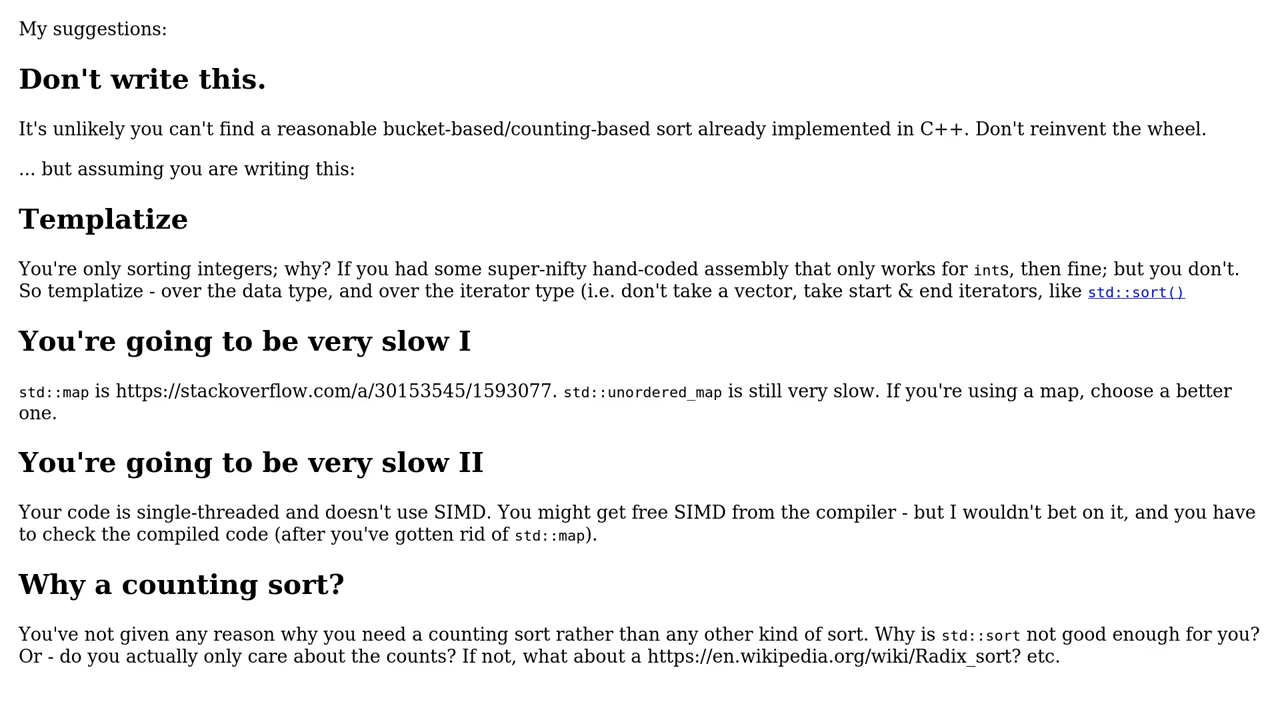 My suggestions:
Don't write this.
It's unlikely you can't find a reasonable bucket-based/counting-based sort already implemented in C++. Don't reinvent the wheel.
... but assuming you are writing this:
Templatize
You're only sorting integers; why? If you had some super-nifty hand-coded assembly that only works for ints, then fine; but you don't.
So templatize - over the data type, and over the iterator type (i.e. don't take a vector, take start & end iterators, like std::sort()
You're going to be very slow I
std::map is https://stackoverflow.com/a/30153545/1593077. std::unordered_map is still very slow. If you're using a map, choose a better
one.
You're going to be very slow II
Your code is single-threaded and doesn't use SIMD. You might get free SIMD from the compiler - but I wouldn't bet on it, and you have
to check the compiled code (after you've gotten rid of std::map).
Why a counting sort?
You've not given any reason why you need a counting sort rather than any other kind of sort. Why is std::sort not good enough for you?
Or - do you actually only care about the counts? If not, what about a https://en.wikipedia.org/wiki/Radix_sort? etc.